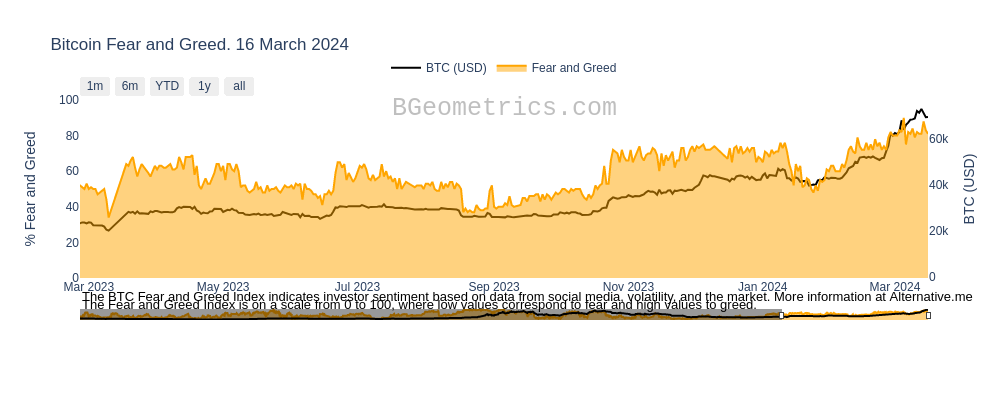 Bitcoin Fear and Greed. 16 March 2024
BTC (USD) Fear and Greed
1m 6m YTD 1y all
BGeometrics.com
100
80
60
40
20
0
% Fear and Greed
60k
40k
20k
0
BTC (USD)
Mar 2023 May 2023 Jul 2023 Sep 2023 Nov 2023 Jan 2024 Mar 2024
The BTC Fear and Greed Index indicates investor sentiment based on data from social media, volatility, and the market. More information at Alternative.me
The Fear and Greed Index is on a scale from 0 to 100, where low values correspond to fear and high values to greed.